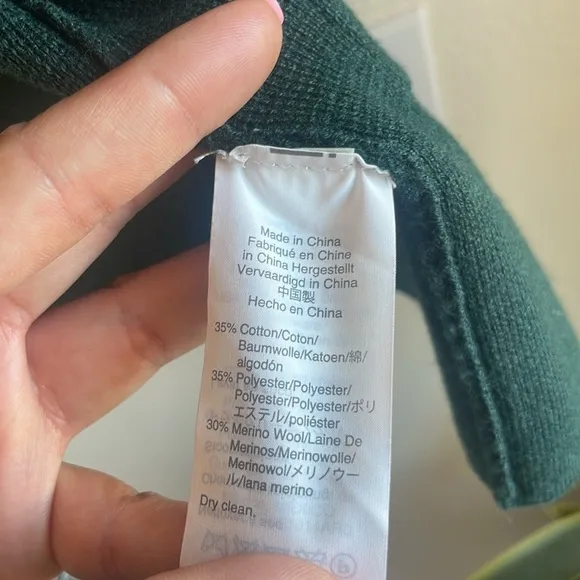 Made in China
Fabriqué en Chine
in China Hergestellt
Vervaardigd in China
中国製
Hecho en China
35% Cotton/Coton/
Baumwolle/Katoen/綿/
algodón
35% Polyester/Polyester/
Polyester/Polyester/ポリ
エステル/poliéster
30% Merino Wool/Laine De
Merinos/Merinowolle/
Merinowol/メリノウー
ル/lana merino
Dry clean.